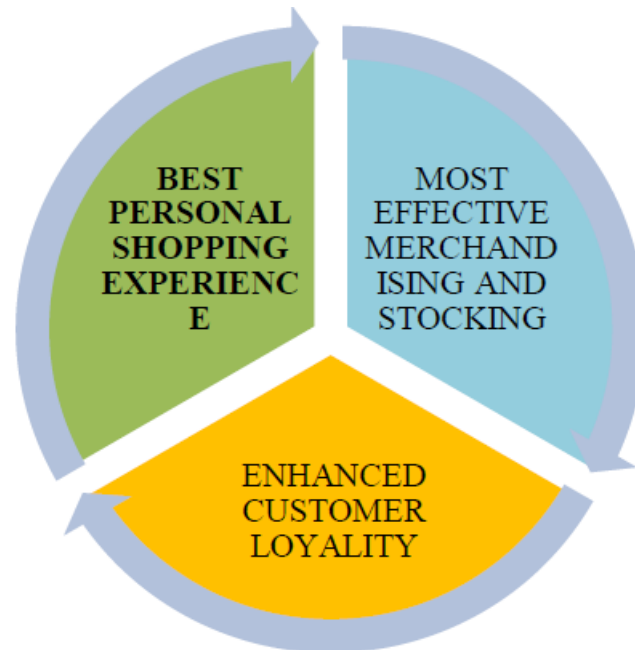 BEST
PERSONAL
SHOPPING
EXPERIENC
E
MOST
EFFECTIVE
MERCHAND
ISING AND
STOCKING
ENHANCED
CUSTOMER
LOYALITY